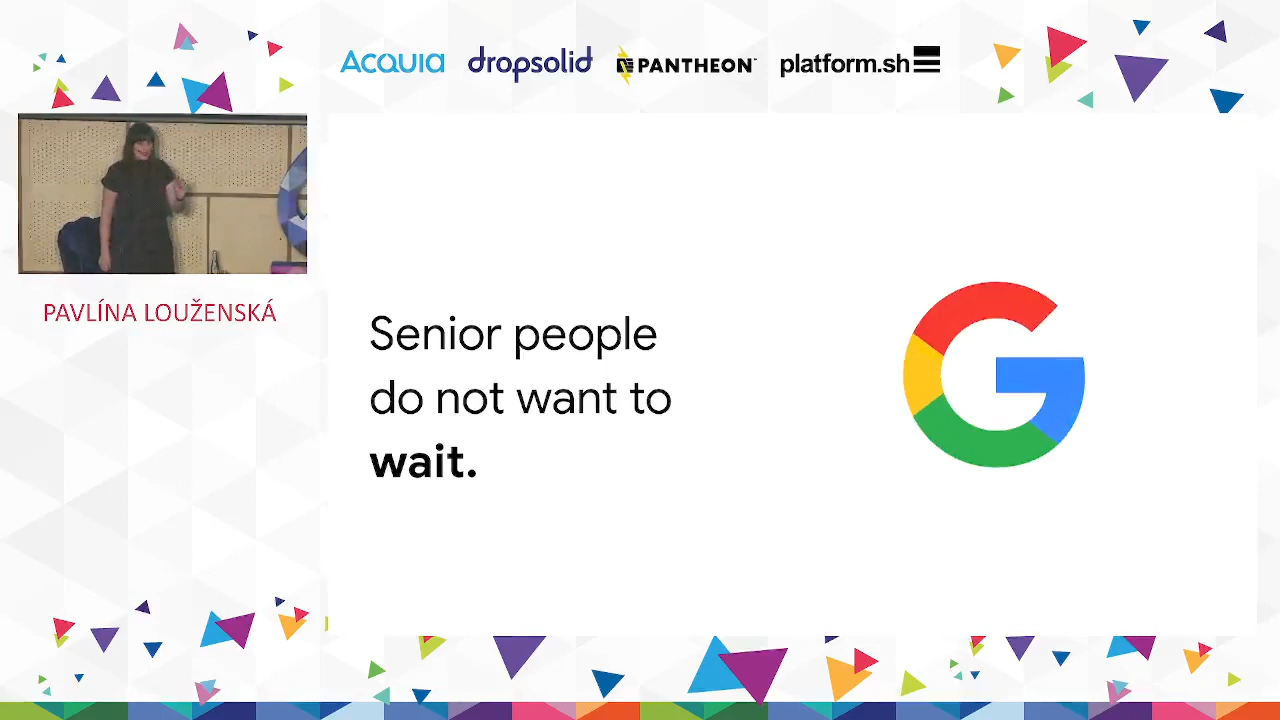 Acquia
dropsolid
PANTHEON
platform.sh
PAVLÍNA LOUŽENSKÁ
Senior people
do not want to
wait.